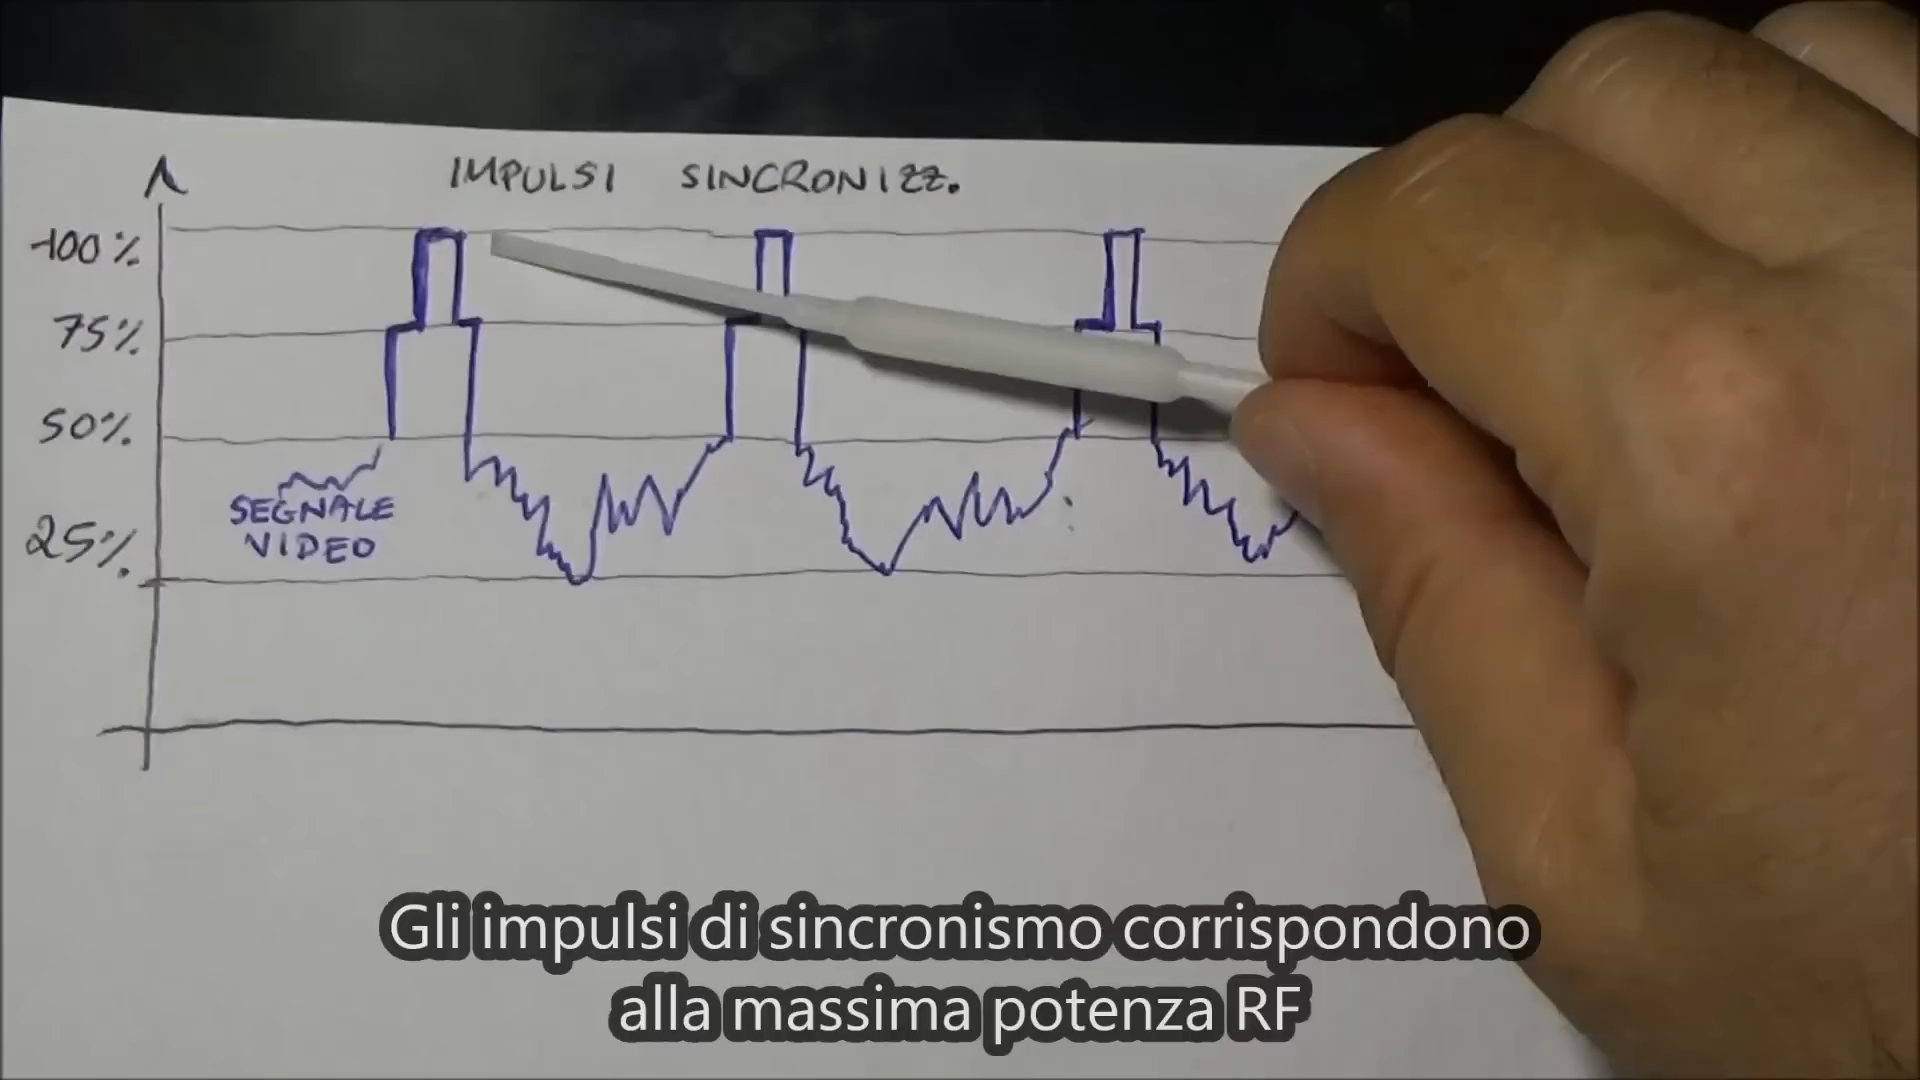 IMPULSI SINCRONIZZ.
100%
75%
50%
SEGNALE
VIDEO
25%.
Gli impulsi di sincronismo corrispondono
alla massima potenza RF